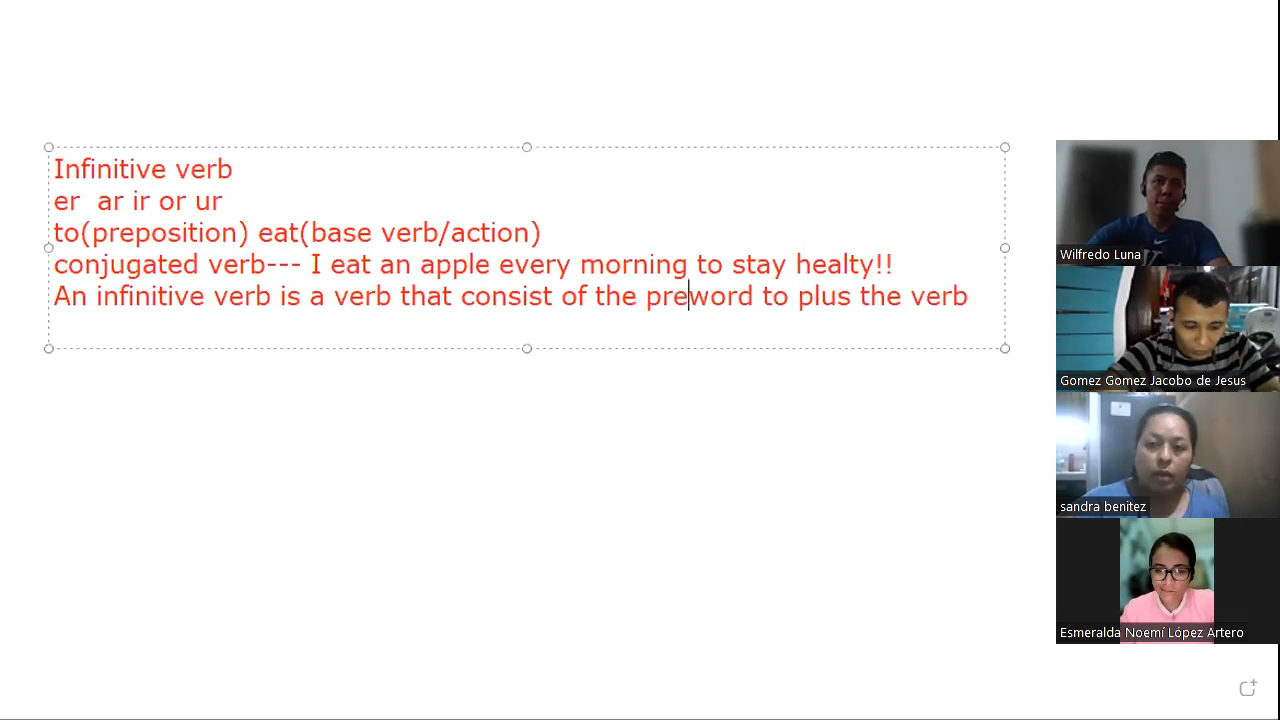 Infinitive verb
er ar ir or ur
to(preposition) eat(base verb/action)
conjugated verb--- I eat an apple every morning to stay healty!!
An infinitive verb is a verb that consist of the preword to plus the verb
Wilfredo Luna
Gomez Gomez Jacobo de Jesus
sandra benitez
Esmeralda Noemí López Artero